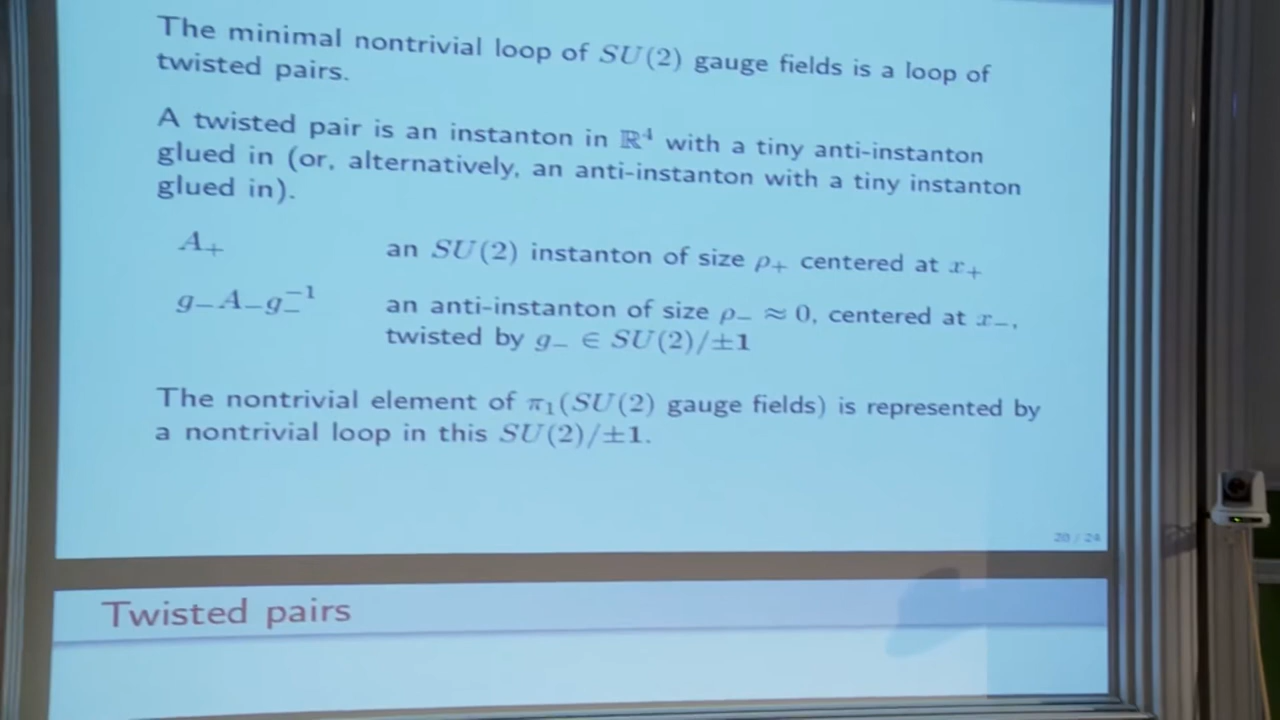 The minimal nontrivial loop of SU(2) gauge fields is a loop of
twisted pairs.
A twisted pair is an instanton in ℝ⁴ with a tiny anti-instanton
glued in (or, alternatively, an anti-instanton with a tiny instanton
glued in).
A₊ an SU(2) instanton of size ρ₊ centered at x₊
g₋A₋g₋⁻¹ an anti-instanton of size ρ₋ ≈ 0, centered at x₋,
twisted by g₋ ∈ SU(2)/±1
The nontrivial element of π₁(SU(2) gauge fields) is represented by
a nontrivial loop in this SU(2)/±1.
20 / 24
Twisted pairs